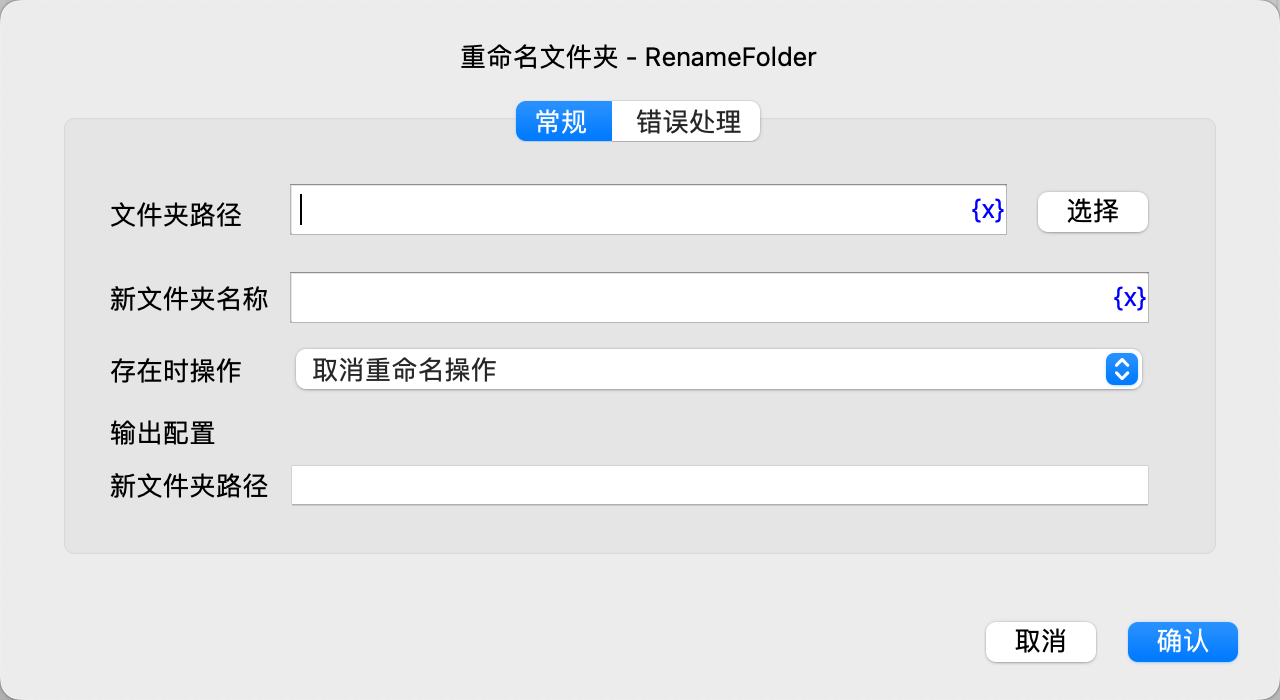 重命名文件夹 - RenameFolder
常规 错误处理
文件夹路径 {x} 选择
新文件夹名称 {x}
存在时操作 取消重命名操作
输出配置
新文件夹路径
取消 确认